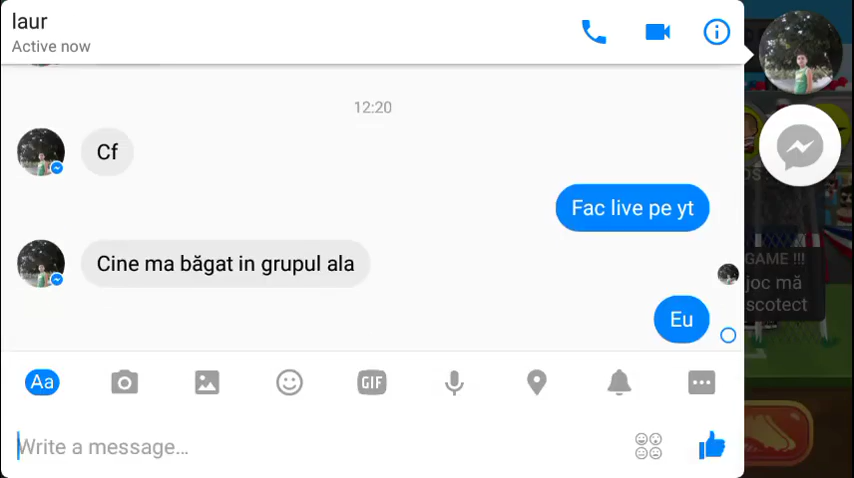 laur
Active now
12:20
Cf
Fac live pe yt
Cine ma băgat in grupul ala
Eu
GAME !!!
joc mă
scotect
Aa
GIF
Write a message...